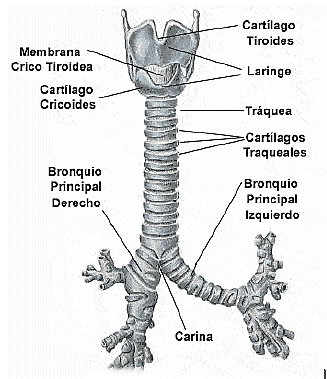 Cartílago
Tiroides
Membrana
Crico Tiroidea
Laringe
Cartílago
Cricoides
Tráquea
Cartílagos
Traqueales
Bronquio
Principal
Derecho
Bronquio
Principal
Izquierdo
Carina